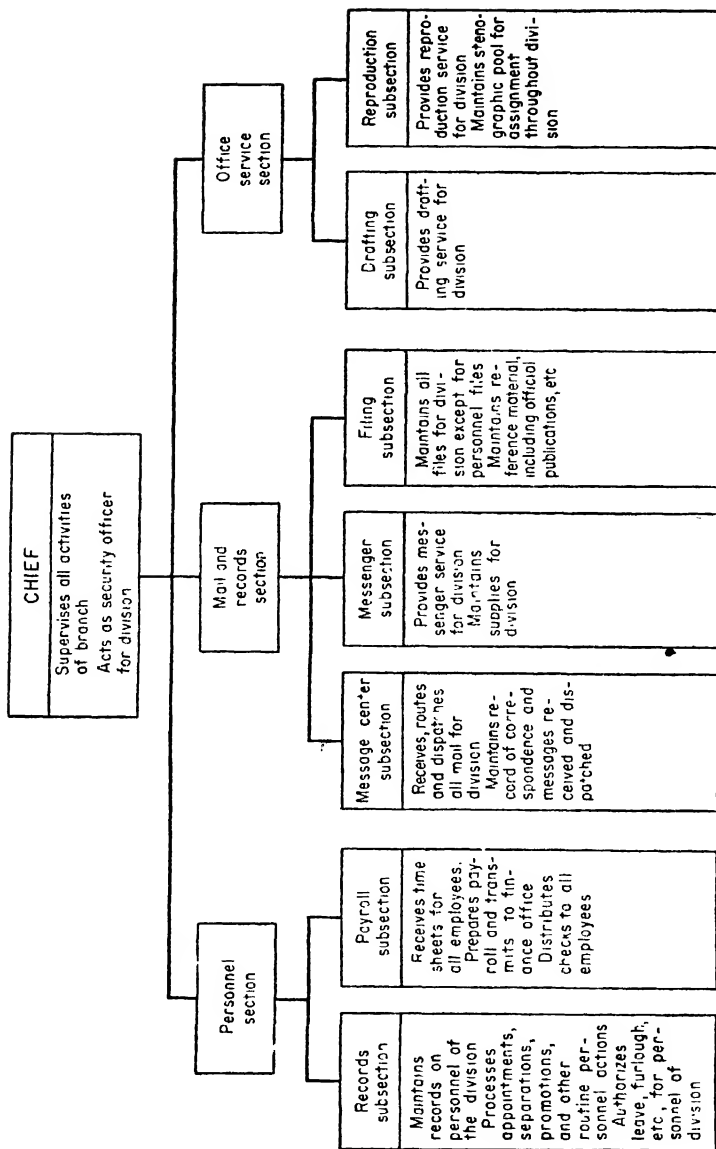 CHIEF
Supervises all activities
of branch
Acts as security officer
for division
Personnel
section
Mail and
records
section
Office
service
section
Records
subsection
Maintains
records on
personnel of
the division
Processes
appointments,
separations,
promotions,
and other
routine per-
sonnel actions
Authorizes
leave, furlough,
etc, for per-
sonnel of
division
Payroll
subsection
Receives time
sheets for
all employees.
Prepares pay-
roll and trans-
mits to fin-
ance office
Distributes
checks to all
employees
Message center
subsection
Receives, routes
and dispatches
all mail for
division
Maintains re-
cord of corre-
spondence and
messages re-
ceived and dis-
patched
Messenger
subsection
Provides mes-
senger service
for division
Maintains
supplies for
division
Filing
subsection
Maintains all
files for divi-
sion except for
personnel files
Maintains re-
ference material,
including official
publications, etc
Drafting
subsection
Provides draft-
ing service for
division
Reproduction
subsection
Provides repro-
duction service
for division
Maintains steno-
graphic pool for
assignment
throughout divi-
sion